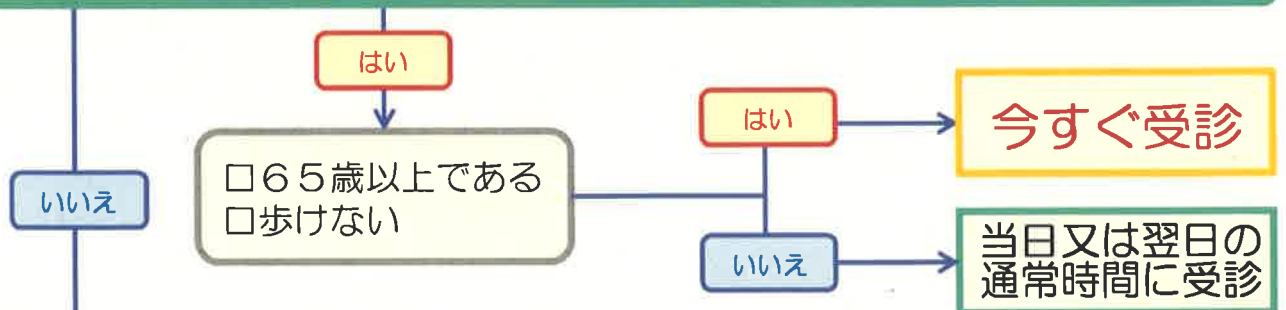 はい
いいえ
□65歳以上である
□歩けない
はい
今すぐ受診
いいえ
当日又は翌日の
通常時間に受診